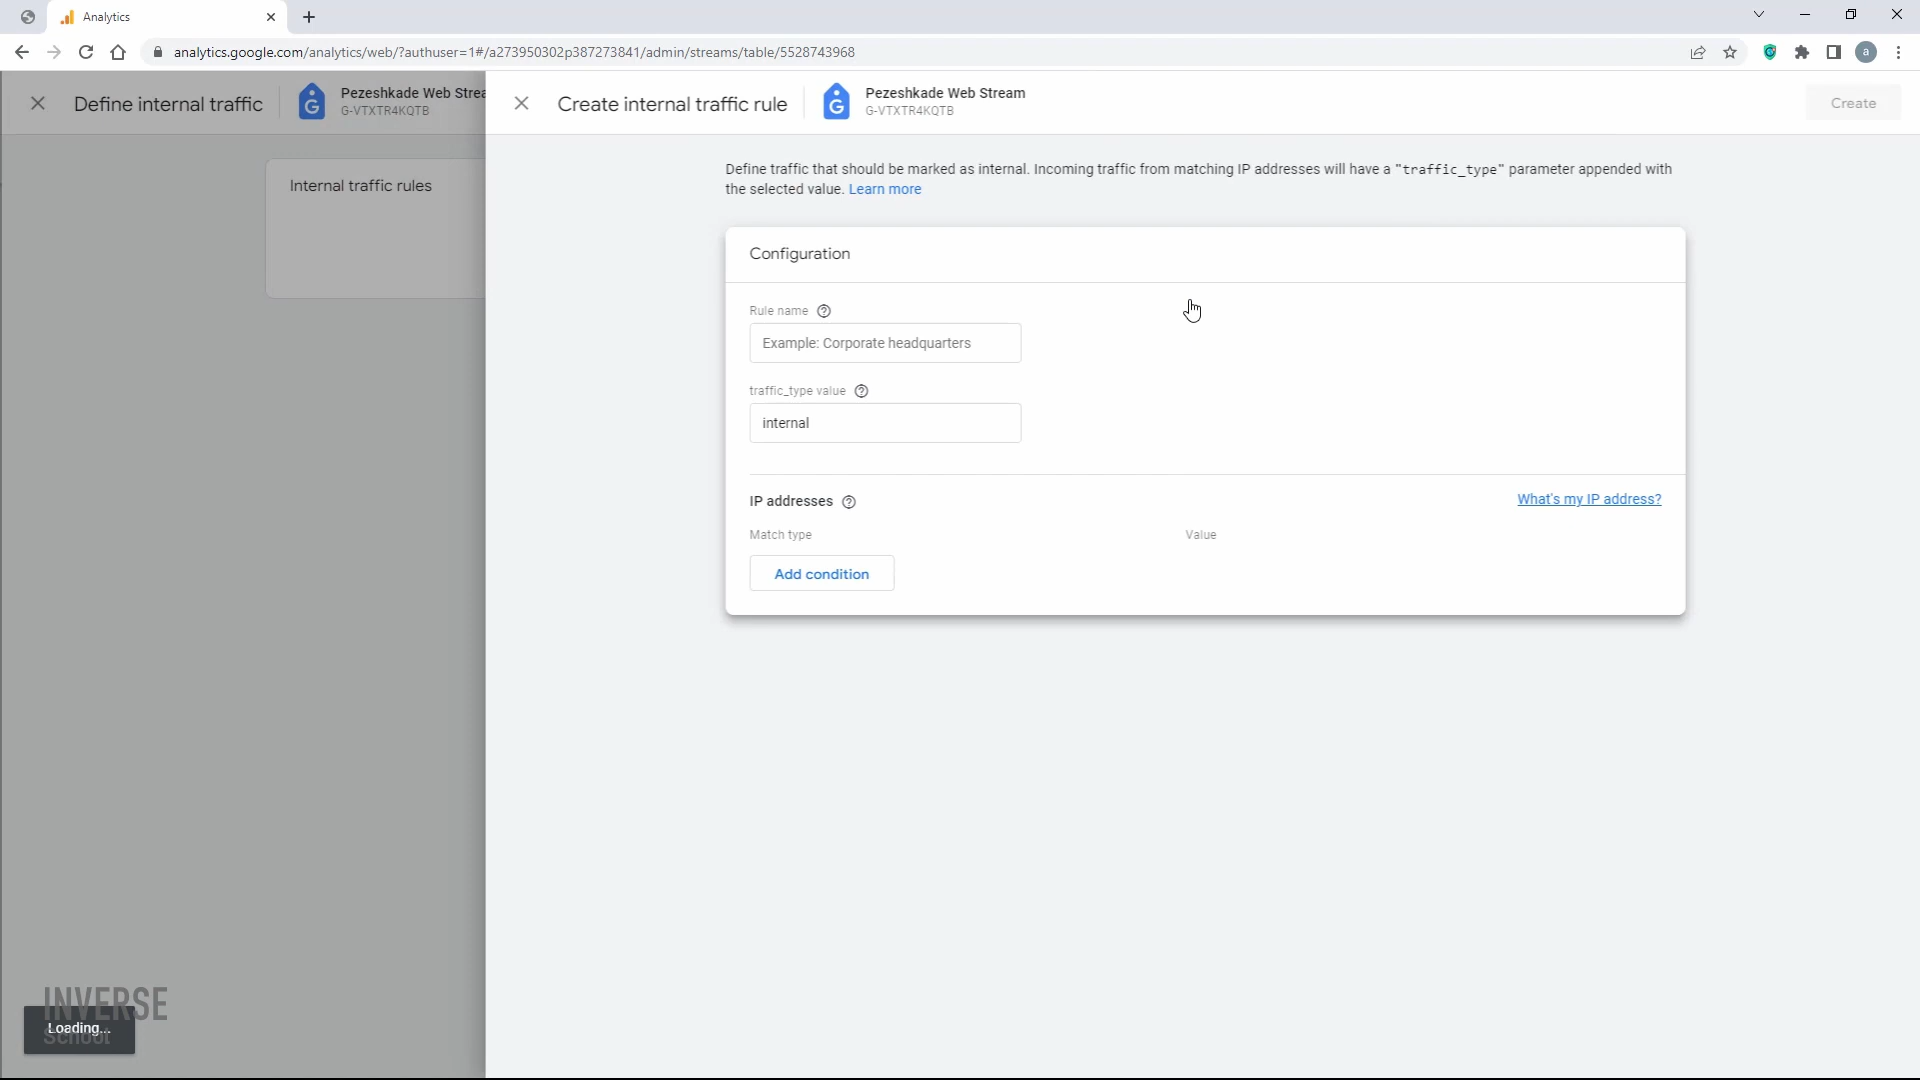 Analytics
analytics.google.com/analytics/web/?authuser=1#/a273950302p387273841/admin/streams/table/5528743968
a
Define internal traffic
Pezeshkade Web Strea
G-VTXTR4KQTB
Create internal traffic rule
Pezeshkade Web Stream
G-VTXTR4KQTB
Create
Define traffic that should be marked as internal. Incoming traffic from matching IP addresses will have a "traffic_type" parameter appended with
the selected value. Learn more
Internal traffic rules
Configuration
Rule name
Example: Corporate headquarters
traffic_type value
internal
IP addresses
What's my IP address?
Match type
Value
Add condition
INVERSE
School
Loading...